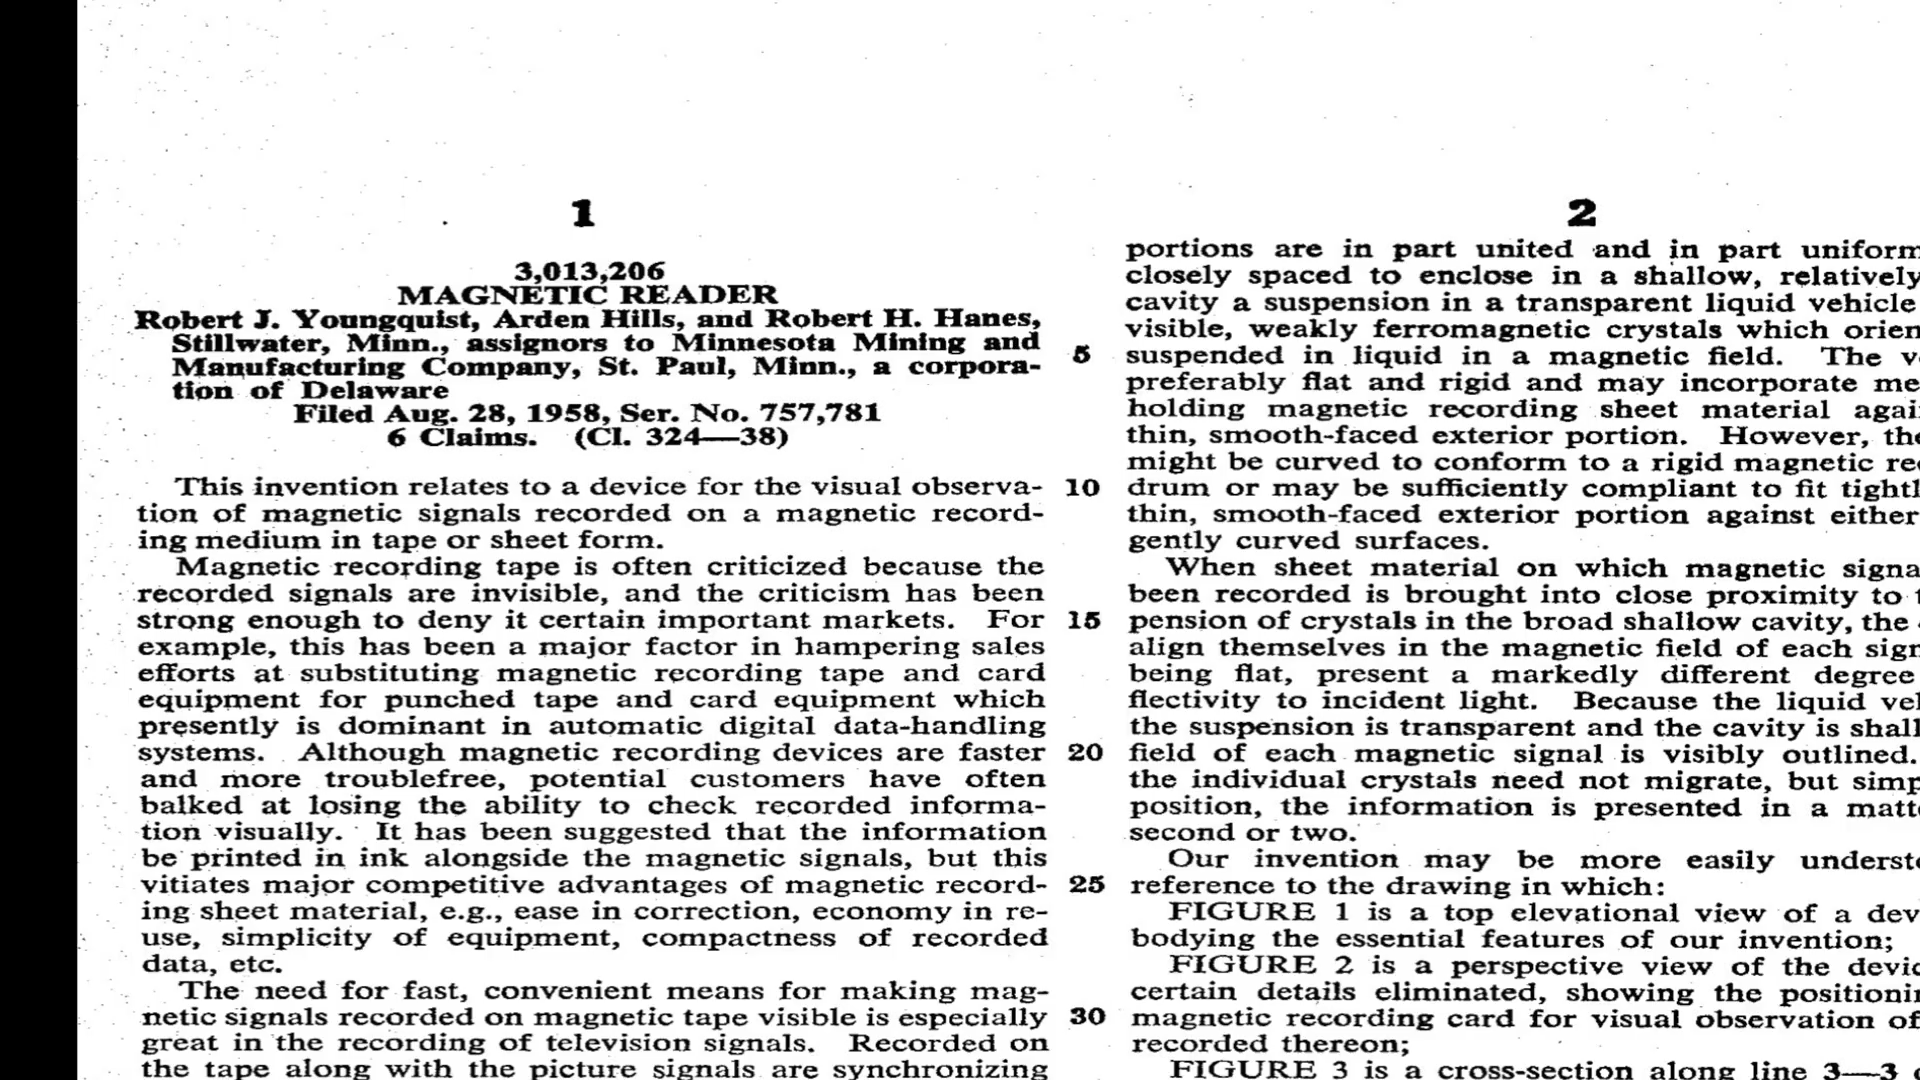 1
3,013,206
MAGNETIC READER
Robert J. Youngquist, Arden Hills, and Robert H. Hanes,
Stillwater, Minn., assignors to Minnesota Mining and
Manufacturing Company, St. Paul, Minn., a corpora-
tion of Delaware
Filed Aug. 28, 1958, Ser. No. 757,781
6 Claims. (Cl. 324—38)
This invention relates to a device for the visual observa-
tion of magnetic signals recorded on a magnetic record-
ing medium in tape or sheet form.
Magnetic recording tape is often criticized because the
recorded signals are invisible, and the criticism has been
strong enough to deny it certain important markets. For
example, this has been a major factor in hampering sales
efforts at substituting magnetic recording tape and card
equipment for punched tape and card equipment which
presently is dominant in automatic digital data-handling
systems. Although magnetic recording devices are faster
and more troublefree, potential customers have often
balked at losing the ability to check recorded informa-
tion visually. It has been suggested that the information
be printed in ink alongside the magnetic signals, but this
vitiates major competitive advantages of magnetic record-
ing sheet material, e.g., ease in correction, economy in re-
use, simplicity of equipment, compactness of recorded
data, etc.
The need for fast, convenient means for making mag-
netic signals recorded on magnetic tape visible is especially
great in the recording of television signals. Recorded on
the tape along with the picture signals are synchronizing
5
10
15
20
25
30
2
portions are in part united and in part uniform
closely spaced to enclose in a shallow, relatively
cavity a suspension in a transparent liquid vehicle
visible, weakly ferromagnetic crystals which orien
suspended in liquid in a magnetic field. The v
preferably flat and rigid and may incorporate me
holding magnetic recording sheet material agai
thin, smooth-faced exterior portion. However, the
might be curved to conform to a rigid magnetic re
drum or may be sufficiently compliant to fit tightl
thin, smooth-faced exterior portion against either
gently curved surfaces.
When sheet material on which magnetic signa
been recorded is brought into close proximity to t
pension of crystals in the broad shallow cavity, the
align themselves in the magnetic field of each sign
being flat, present a markedly different degree
flectivity to incident light. Because the liquid veh
the suspension is transparent and the cavity is shall
field of each magnetic signal is visibly outlined.
the individual crystals need not migrate, but simp
position, the information is presented in a matt
second or two.
Our invention may be more easily underst
reference to the drawing in which:
FIGURE 1 is a top elevational view of a dev
bodying the essential features of our invention;
FIGURE 2 is a perspective view of the devic
certain details eliminated, showing the positioni
magnetic recording card for visual observation of
recorded thereon;
FIGURE 3 is a cross-section along line 3—3